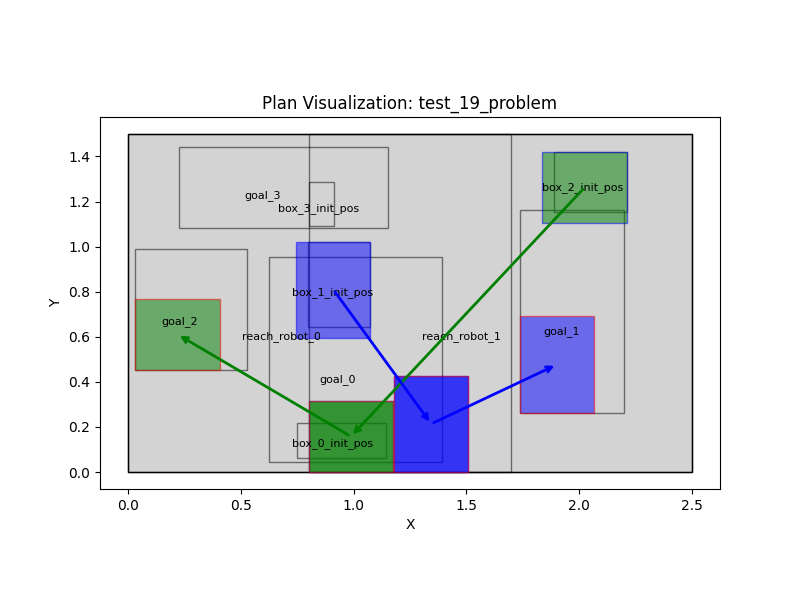 Plan Visualization: test_19_problem
1.4
1.2
1.0
0.8
0.6
0.4
0.2
0.0
Y
box_2_init_pos
goal_3
box_3_init_pos
box_1_init_pos
goal_2
goal_1
reach_robot_0
reach_robot_1
goal_0
box_0_init_pos
0.0
0.5
1.0
1.5
2.0
2.5
X